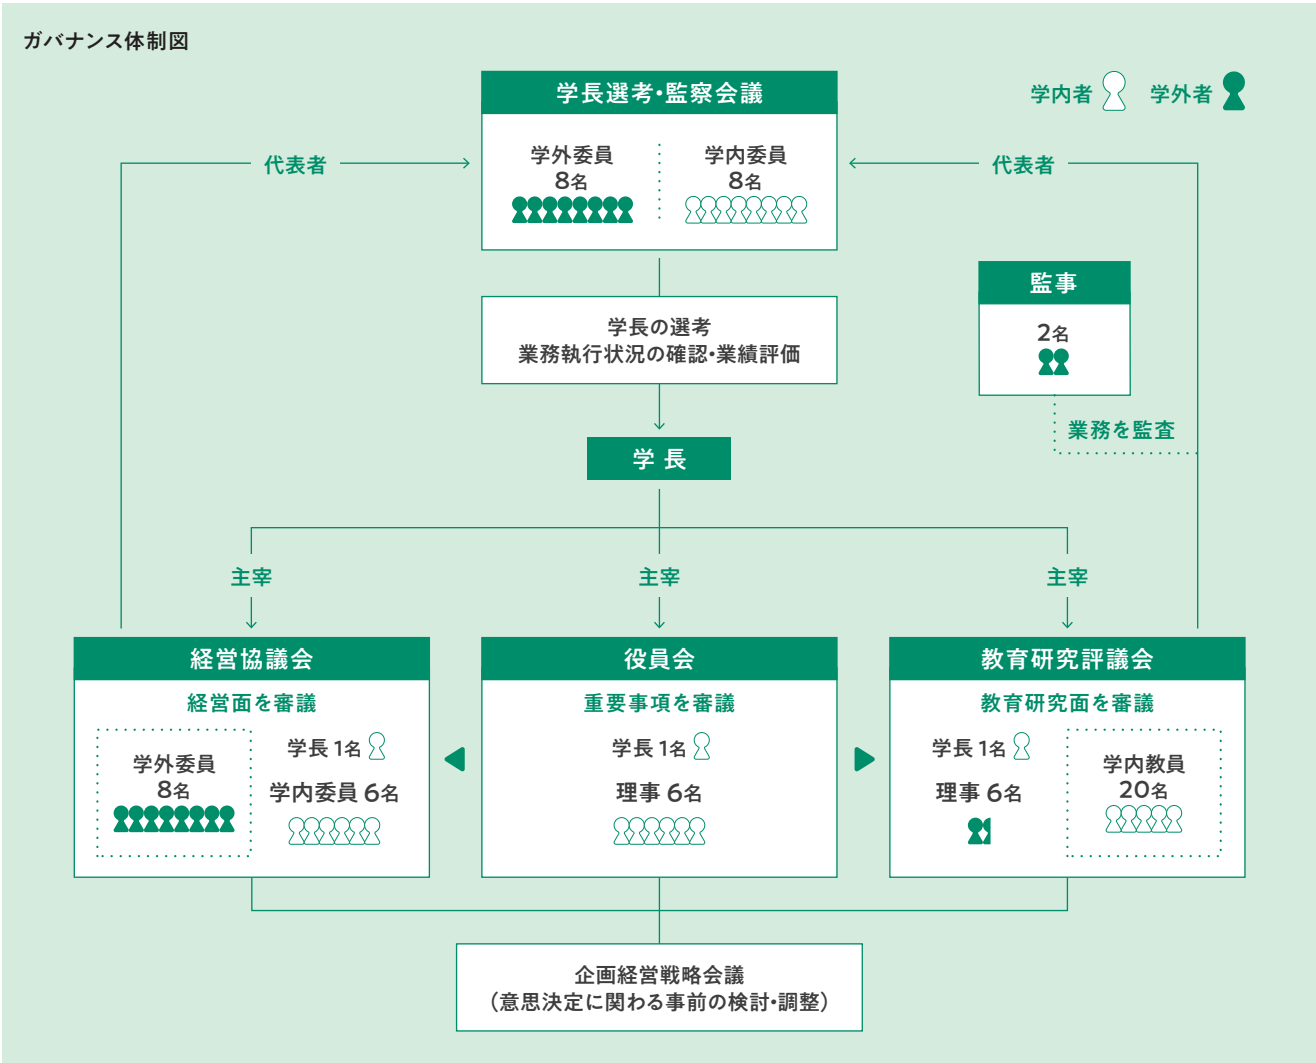 ガバナンス体制図
学内者
学外者
学長選考・監察会議
学外委員
8名
学内委員
8名
代表者
代表者
監事
2名
業務を監査
学長の選考
業務執行状況の確認・業績評価
学長
主宰
主宰
主宰
経営協議会
経営面を審議
学外委員
8名
学長 1名
学内委員 6名
役員会
重要事項を審議
学長 1名
理事 6名
教育研究評議会
教育研究面を審議
学長 1名
理事 6名
学内教員
20名
企画経営戦略会議
（意思決定に関わる事前の検討・調整）